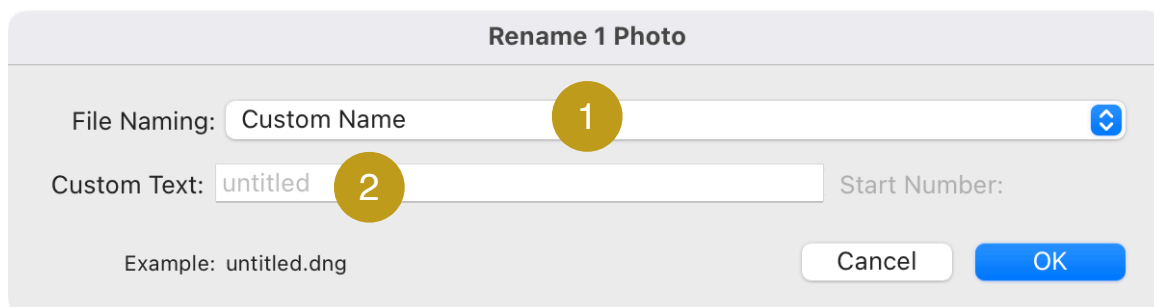 Rename 1 Photo
File Naming: Custom Name 1
Custom Text: untitled 2 Start Number:
Example: untitled.dng Cancel OK